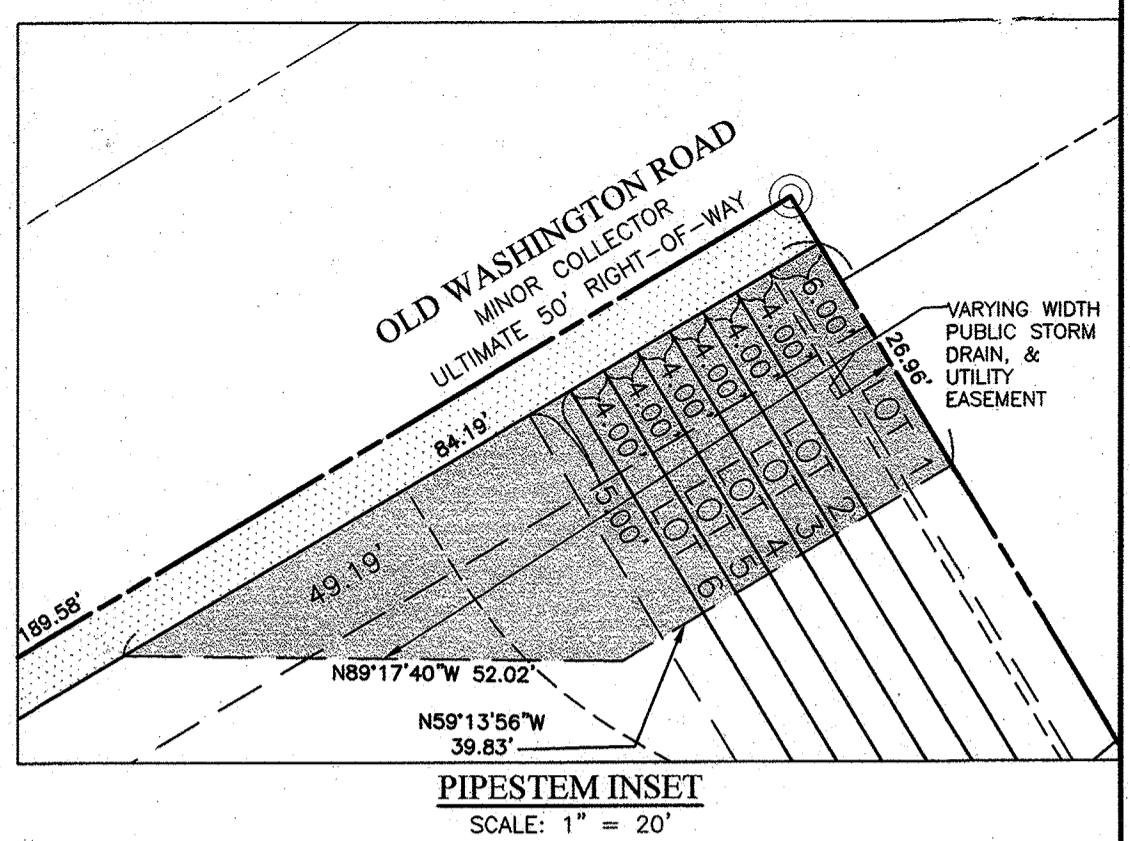 OLD WASHINGTON ROAD
MINOR COLLECTOR
ULTIMATE 50' RIGHT-OF-WAY
VARYING WIDTH
PUBLIC STORM
DRAIN, &
UTILITY
EASEMENT
26.96'
6.00'
4.00'
4.00'
4.00'
4.00'
4.00'
4.00'
5.00'
LOT 1
LOT 2
LOT 3
LOT 4
LOT 5
LOT 6
84.19'
49.19'
189.58'
N89°17'40"W 52.02'
N59°13'56"W
39.83'
PIPESTEM INSET
SCALE: 1" = 20'